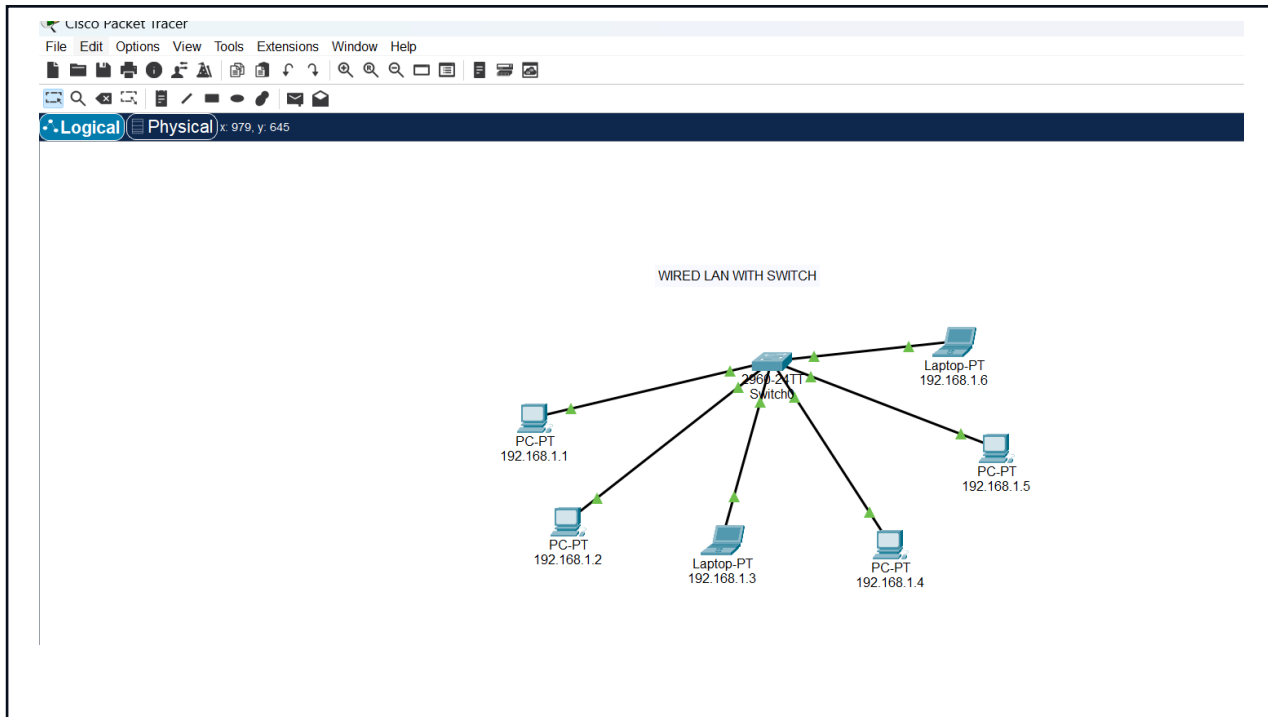 Cisco Packet Tracer
File Edit Options View Tools Extensions Window Help
Logical Physical x: 979, y: 645
WIRED LAN WITH SWITCH
Laptop-PT
192.168.1.6
2960-24TT
Switch0
PC-PT
192.168.1.1
PC-PT
192.168.1.5
PC-PT
192.168.1.2
Laptop-PT
192.168.1.3
PC-PT
192.168.1.4